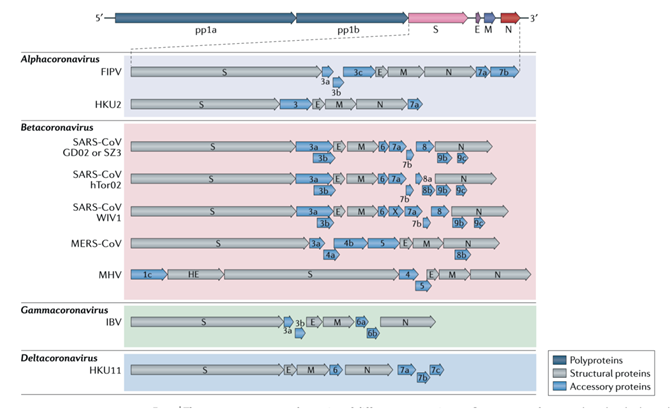 5′ 3′
pp1a pp1b S E M N
Alphacoronavirus
FIPV S 3a 3b 3c E M N 7a 7b
HKU2 S 3 E M N 7a
Betacoronavirus
SARS-CoV
GD02 or SZ3 S 3a 3b E M 6 7a 7b 8 N 9b 9c
SARS-CoV
hTor02 S 3a 3b E M 6 7a 7b 8a 8b N 9b 9c
SARS-CoV
WIV1 S 3a 3b E M 6 X 7a 7b 8 N 9b 9c
MERS-CoV S 3a 4a 4b 5 E M N 8b
MHV 1c HE S 4 5 E M N
Gammacoronavirus
IBV S 3a 3b E M 6a 6b N
Deltacoronavirus
HKU11 S E M 6 N 7a 7b 7c
Polyproteins
Structural proteins
Accessory proteins